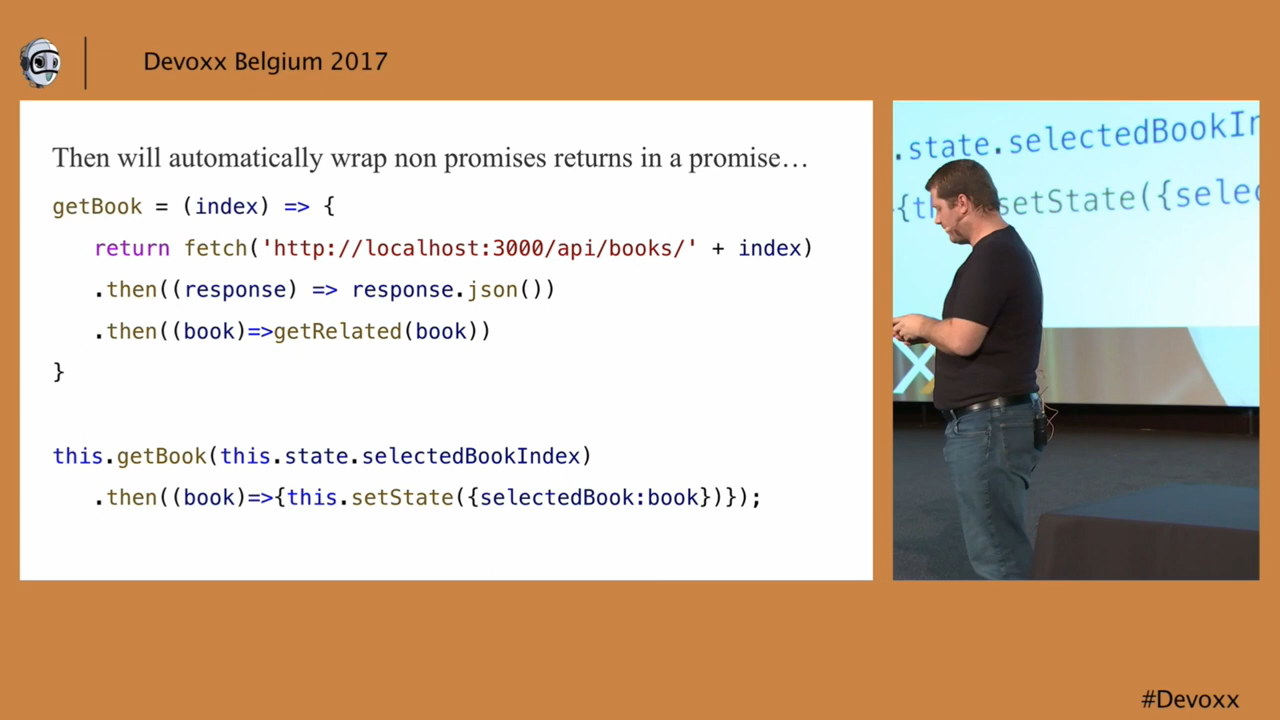 Devoxx Belgium 2017
Then will automatically wrap non promises returns in a promise…
getBook = (index) => {
return fetch('http://localhost:3000/api/books/' + index)
.then((response) => response.json())
.then((book)=>getRelated(book))
}
this.getBook(this.state.selectedBookIndex)
.then((book)=>{this.setState({selectedBook:book})});
.state.selectedBookIn
{th setState({selec
#Devoxx